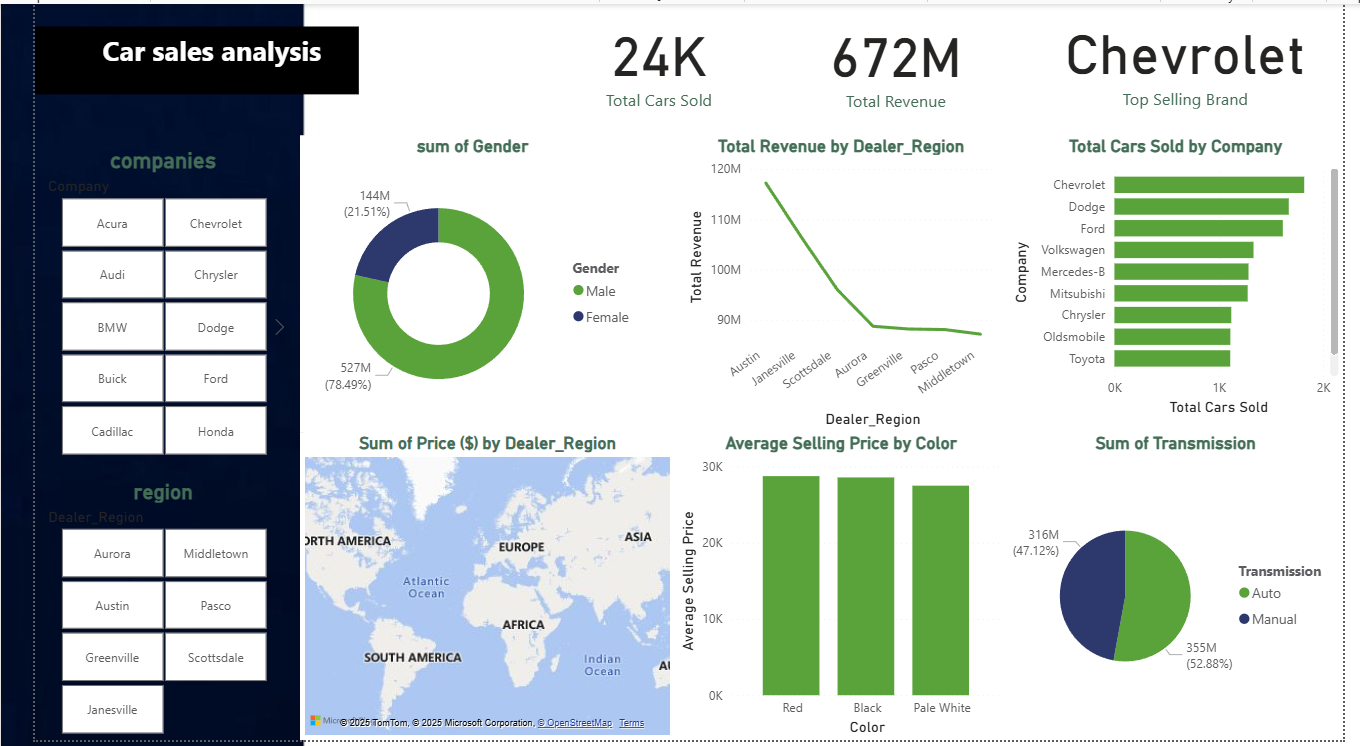 Car sales analysis
24K
Total Cars Sold
672M
Total Revenue
Chevrolet
Top Selling Brand
companies
Company
Acura
Chevrolet
Audi
Chrysler
BMW
Dodge
Buick
Ford
Cadillac
Honda
region
Dealer_Region
Aurora
Middletown
Austin
Pasco
Greenville
Scottsdale
Janesville
sum of Gender
144M
(21.51%)
527M
(78.49%)
Gender
Male
Female
Total Revenue by Dealer_Region
Total Revenue
120M
110M
100M
90M
Austin
Janesville
Scottsdale
Aurora
Greenville
Pasco
Middletown
Dealer_Region
Total Cars Sold by Company
Company
Chevrolet
Dodge
Ford
Volkswagen
Mercedes-B
Mitsubishi
Chrysler
Oldsmobile
Toyota
0K
1K
2K
Total Cars Sold
Sum of Price ($) by Dealer_Region
ORTH AMERICA
EUROPE
ASIA
Atlantic
Ocean
AFRICA
SOUTH AMERICA
Indian
Ocean
AU
© 2025 TomTom, © 2025 Microsoft Corporation, © OpenStreetMap Terms
Average Selling Price by Color
Average Selling Price
30K
20K
10K
0K
Red
Black
Pale White
Color
Sum of Transmission
316M
(47.12%)
355M
(52.88%)
Transmission
Auto
Manual